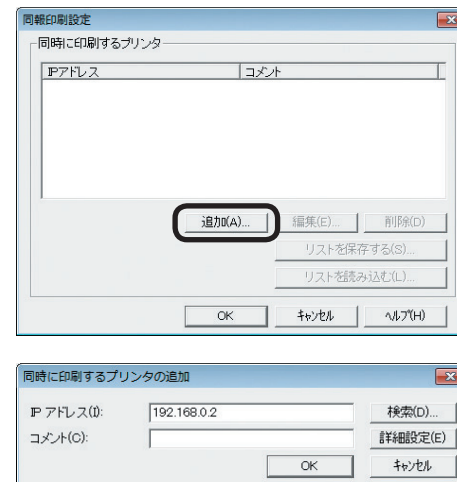 同報印刷設定
同時に印刷するプリンタ
IPアドレス コメント
追加(A)... 編集(E)... 削除(D)
リストを保存する(S)...
リストを読み込む(L)...
OK キャンセル ヘルプ(H)
同時に印刷するプリンタの追加
IP アドレス(I): 192.168.0.2 検索(D)...
コメント(C): 詳細設定(E)
OK キャンセル